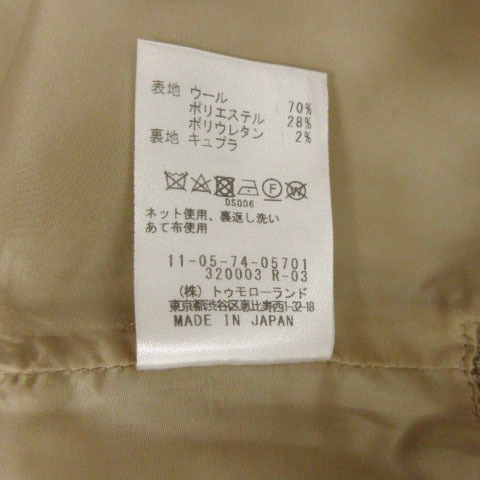 表地 ウール 70%
ポリエステル 28%
ポリウレタン 2%
裏地 キュプラ
DS006
ネット使用、裏返し洗い
あて布使用
11-05-74-05701
320003 R-03
(株) トゥモローランド
東京都渋谷区恵比寿西1-32-18
MADE IN JAPAN